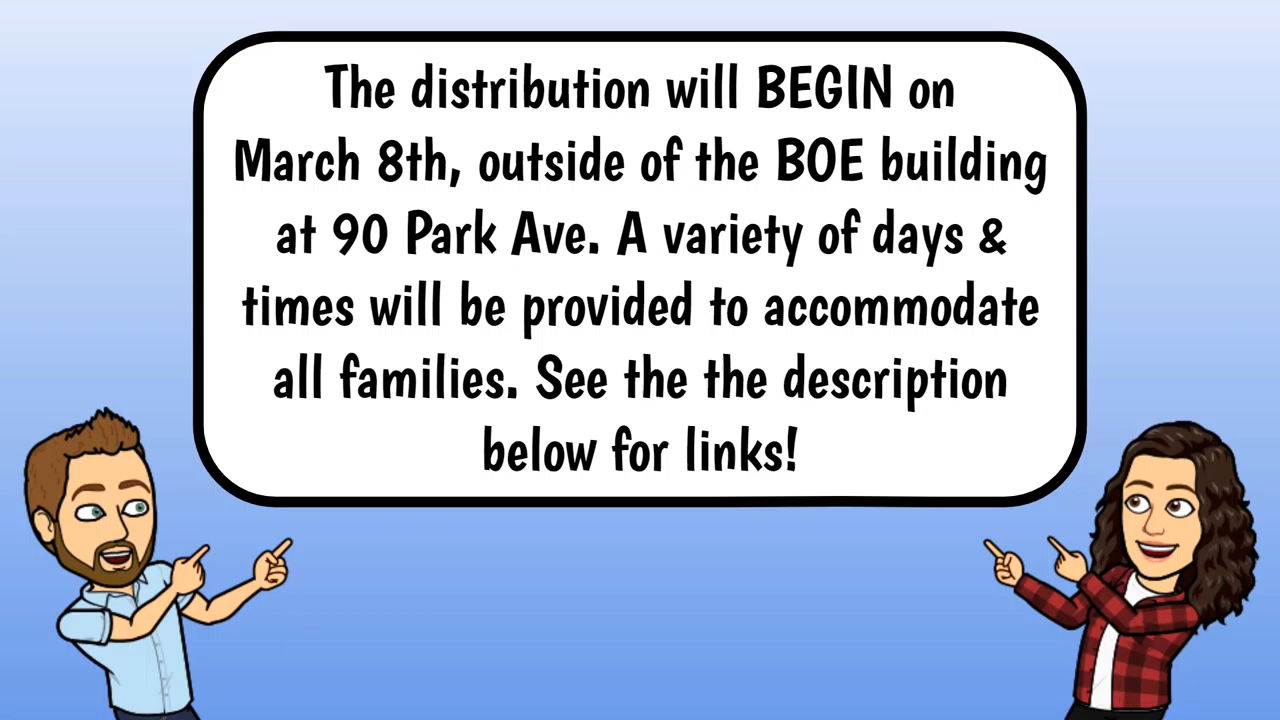 The distribution will BEGIN on
March 8th, outside of the BOE building
at 90 Park Ave. A variety of days &
times will be provided to accommodate
all families. See the the description
below for links!